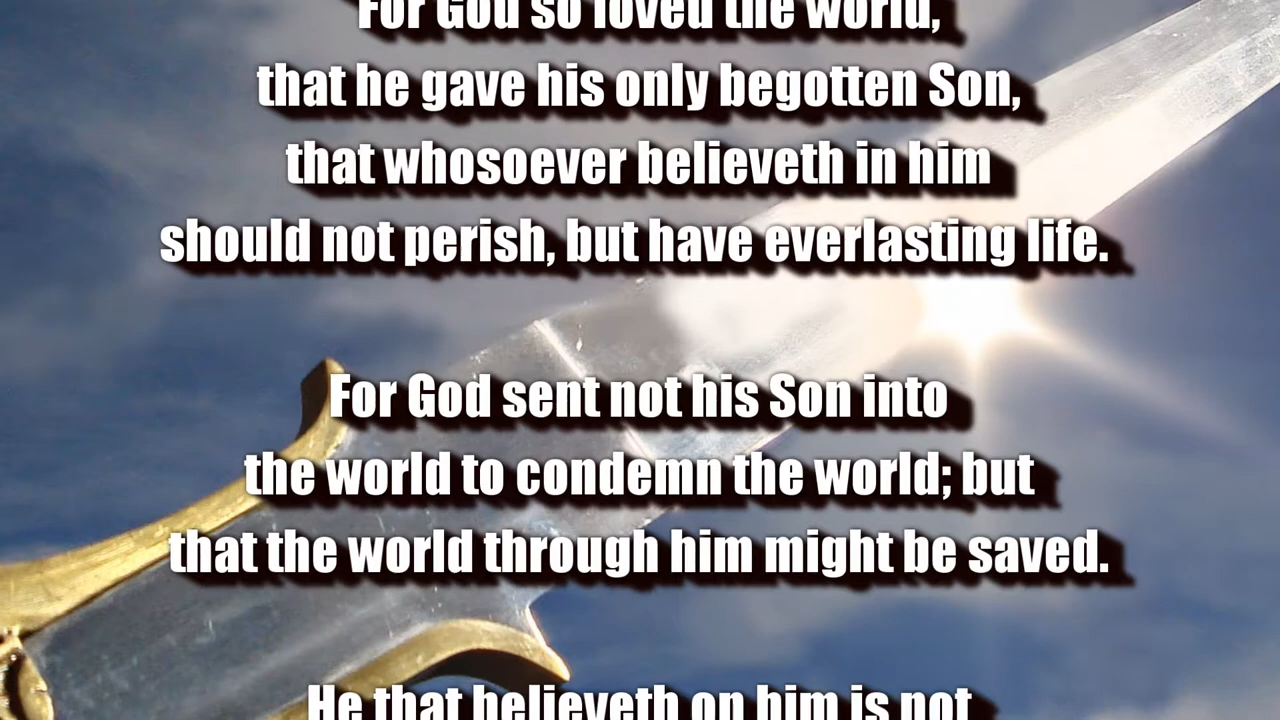 For God so loved the world,
that he gave his only begotten Son,
that whosoever believeth in him
should not perish, but have everlasting life.
For God sent not his Son into
the world to condemn the world; but
that the world through him might be saved.
He that believeth on him is not